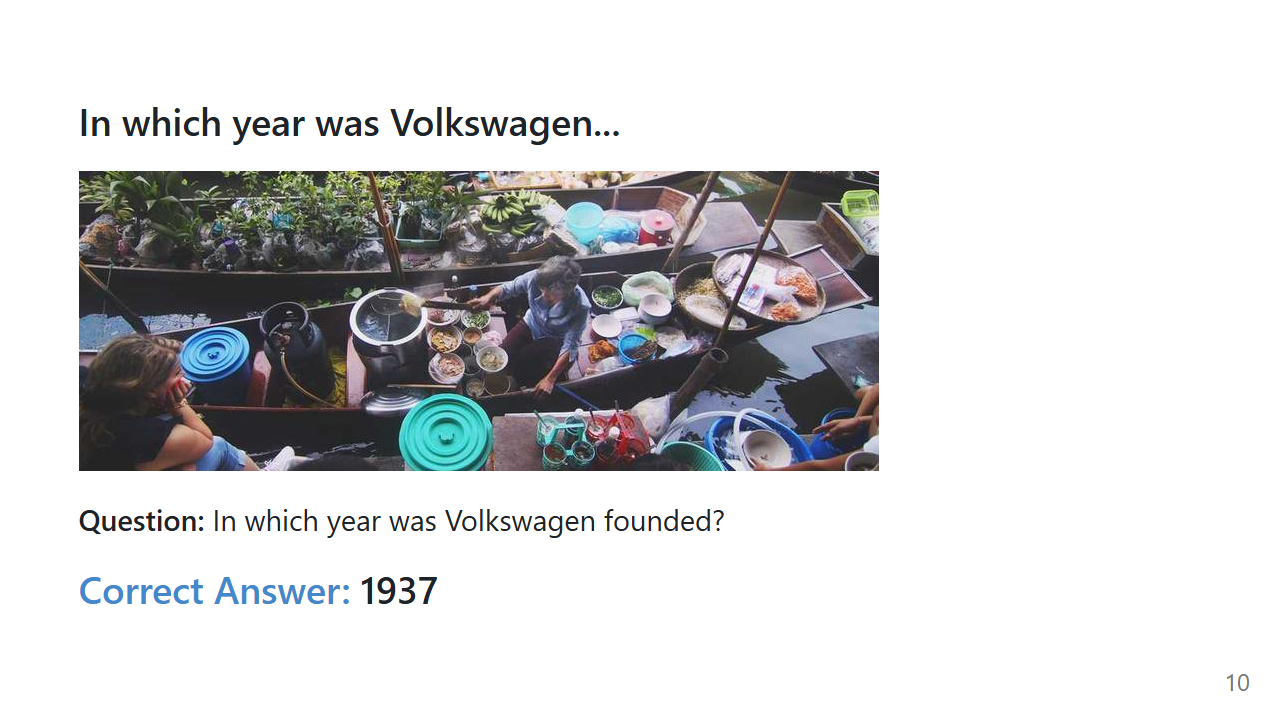 In which year was Volkswagen...
Question: In which year was Volkswagen founded?
Correct Answer: 1937
10